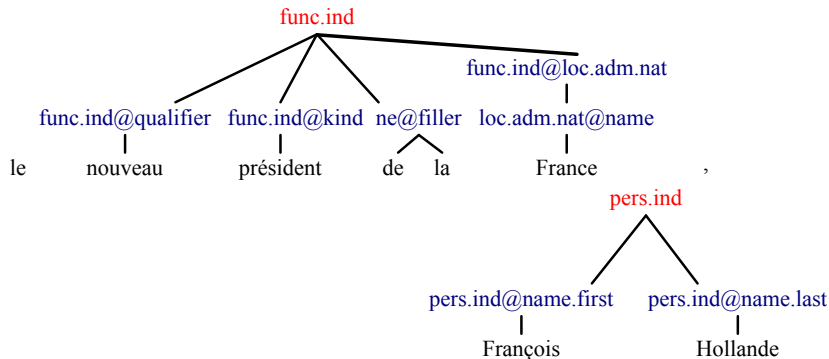 func.ind
func.ind@loc.adm.nat
func.ind@qualifier func.ind@kind ne@filler loc.adm.nat@name
le nouveau président de la France ,
pers.ind
pers.ind@name.first pers.ind@name.last
François Hollande